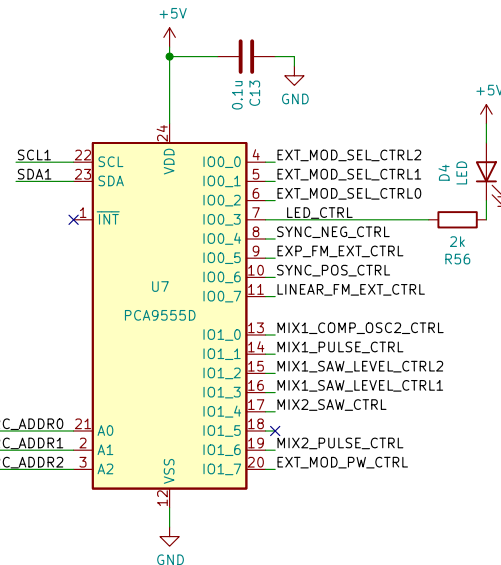 +5V
0.1u
C13
GND
+5V
D4
LED
24
VDD
SCL1 22 SCL
SDA1 23 SDA
1 INT
U7
PCA9555D
IO0_0 4 EXT_MOD_SEL_CTRL2
IO0_1 5 EXT_MOD_SEL_CTRL1
IO0_2 6 EXT_MOD_SEL_CTRL0
IO0_3 7 LED_CTRL
IO0_4 8 SYNC_NEG_CTRL
IO0_5 9 EXP_FM_EXT_CTRL
IO0_6 10 SYNC_POS_CTRL
IO0_7 11 LINEAR_FM_EXT_CTRL
2k
R56
IO1_0 13 MIX1_COMP_OSC2_CTRL
IO1_1 14 MIX1_PULSE_CTRL
IO1_2 15 MIX1_SAW_LEVEL_CTRL2
IO1_3 16 MIX1_SAW_LEVEL_CTRL1
IO1_4 17 MIX2_SAW_CTRL
IO1_5 18
IO1_6 19 MIX2_PULSE_CTRL
IO1_7 20 EXT_MOD_PW_CTRL
C_ADDR0 21 A0
C_ADDR1 2 A1
C_ADDR2 3 A2
VSS
12
GND